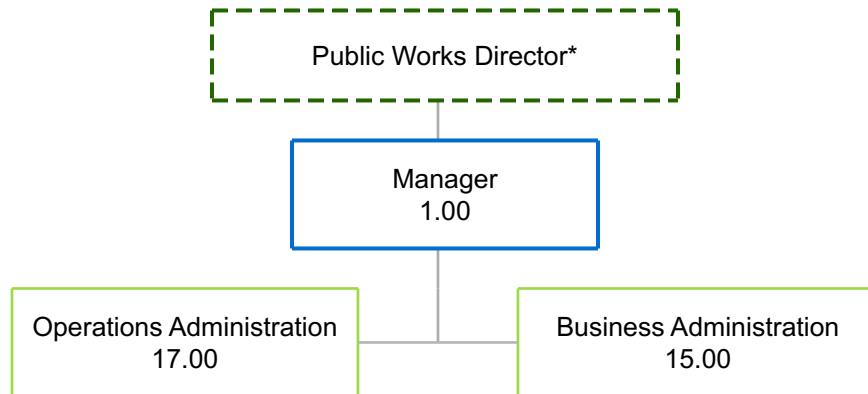 Public Works Director*
Manager
1.00
Operations Administration
17.00
Business Administration
15.00